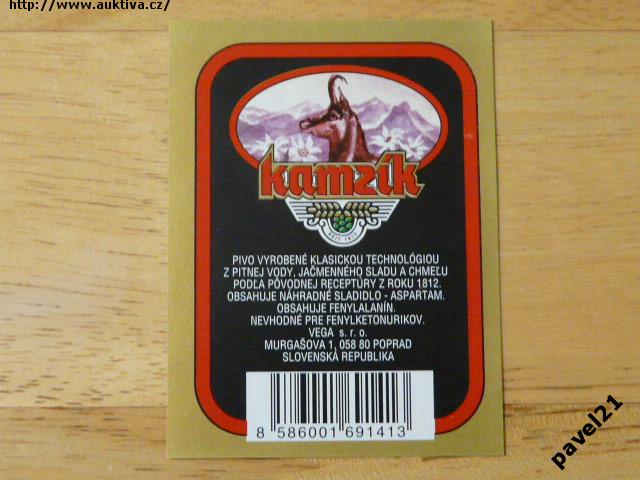 http://www.auktiva.cz/
kamzík
PIVO VYROBENÉ KLASICKOU TECHNOLÓGIOU
Z PITNEJ VODY, JAČMENNÉHO SLADU A CHMEĽU
PODĽA PÔVODNEJ RECEPTÚRY Z ROKU 1812.
OBSAHUJE NÁHRADNÉ SLADIDLO - ASPARTAM.
OBSAHUJE FENYLALANÍN.
NEVHODNÉ PRE FENYLKETONURIKOV.
VEGA s. r. o.
MURGAŠOVA 1, 058 80 POPRAD
SLOVENSKÁ REPUBLIKA
8 586001 691413
pavel21